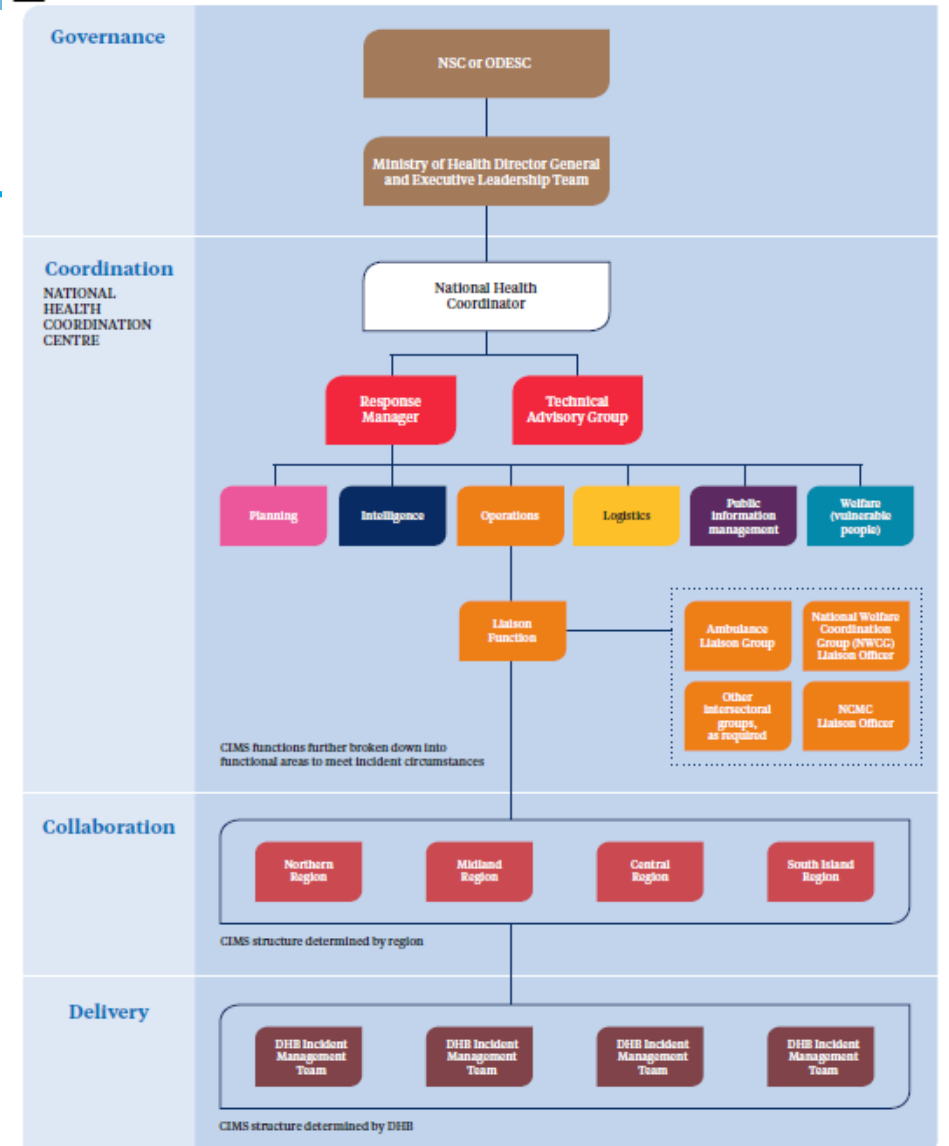 Governance
NSC or ODESC
Ministry of Health Director General
and Executive Leadership Team
Coordination
NATIONAL
HEALTH
COORDINATION
CENTRE
National Health
Coordinator
Response
Manager
Technical
Advisory Group
Planning
Intelligence
Operations
Logistics
Public
information
management
Welfare
(vulnerable
people)
Liaison
Function
Ambulance
Liaison Group
National Welfare
Coordination
Group (NWCG)
Liaison Officer
Other
intersectoral
groups,
as required
NCMC
Liaison Officer
CIMS functions further broken down into
functional areas to meet incident circumstances
Collaboration
Northern
Region
Midland
Region
Central
Region
South Island
Region
CIMS structure determined by region
Delivery
DHB Incident
Management
Team
DHB Incident
Management
Team
DHB Incident
Management
Team
DHB Incident
Management
Team
CIMS structure determined by DHB